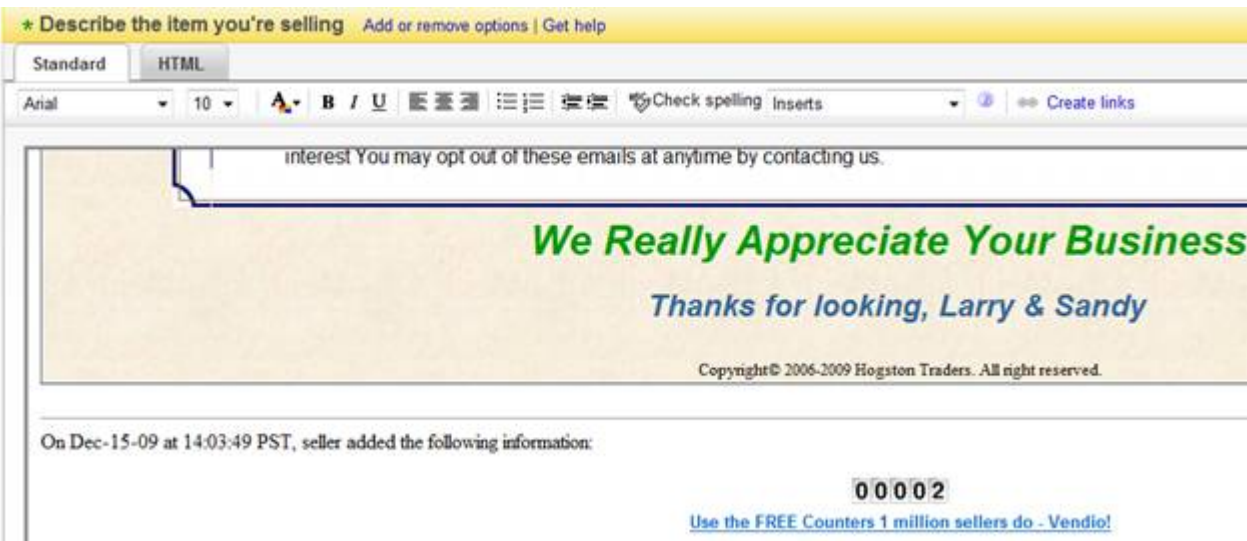 * Describe the item you're selling Add or remove options | Get help
Standard HTML
Arial 10 A B I U Check spelling Inserts Create links
interest You may opt out of these emails at anytime by contacting us.
We Really Appreciate Your Business
Thanks for looking, Larry & Sandy
Copyright© 2006-2009 Hogston Traders. All right reserved.
On Dec-15-09 at 14:03:49 PST, seller added the following information:
00002
Use the FREE Counters 1 million sellers do - Vendio!